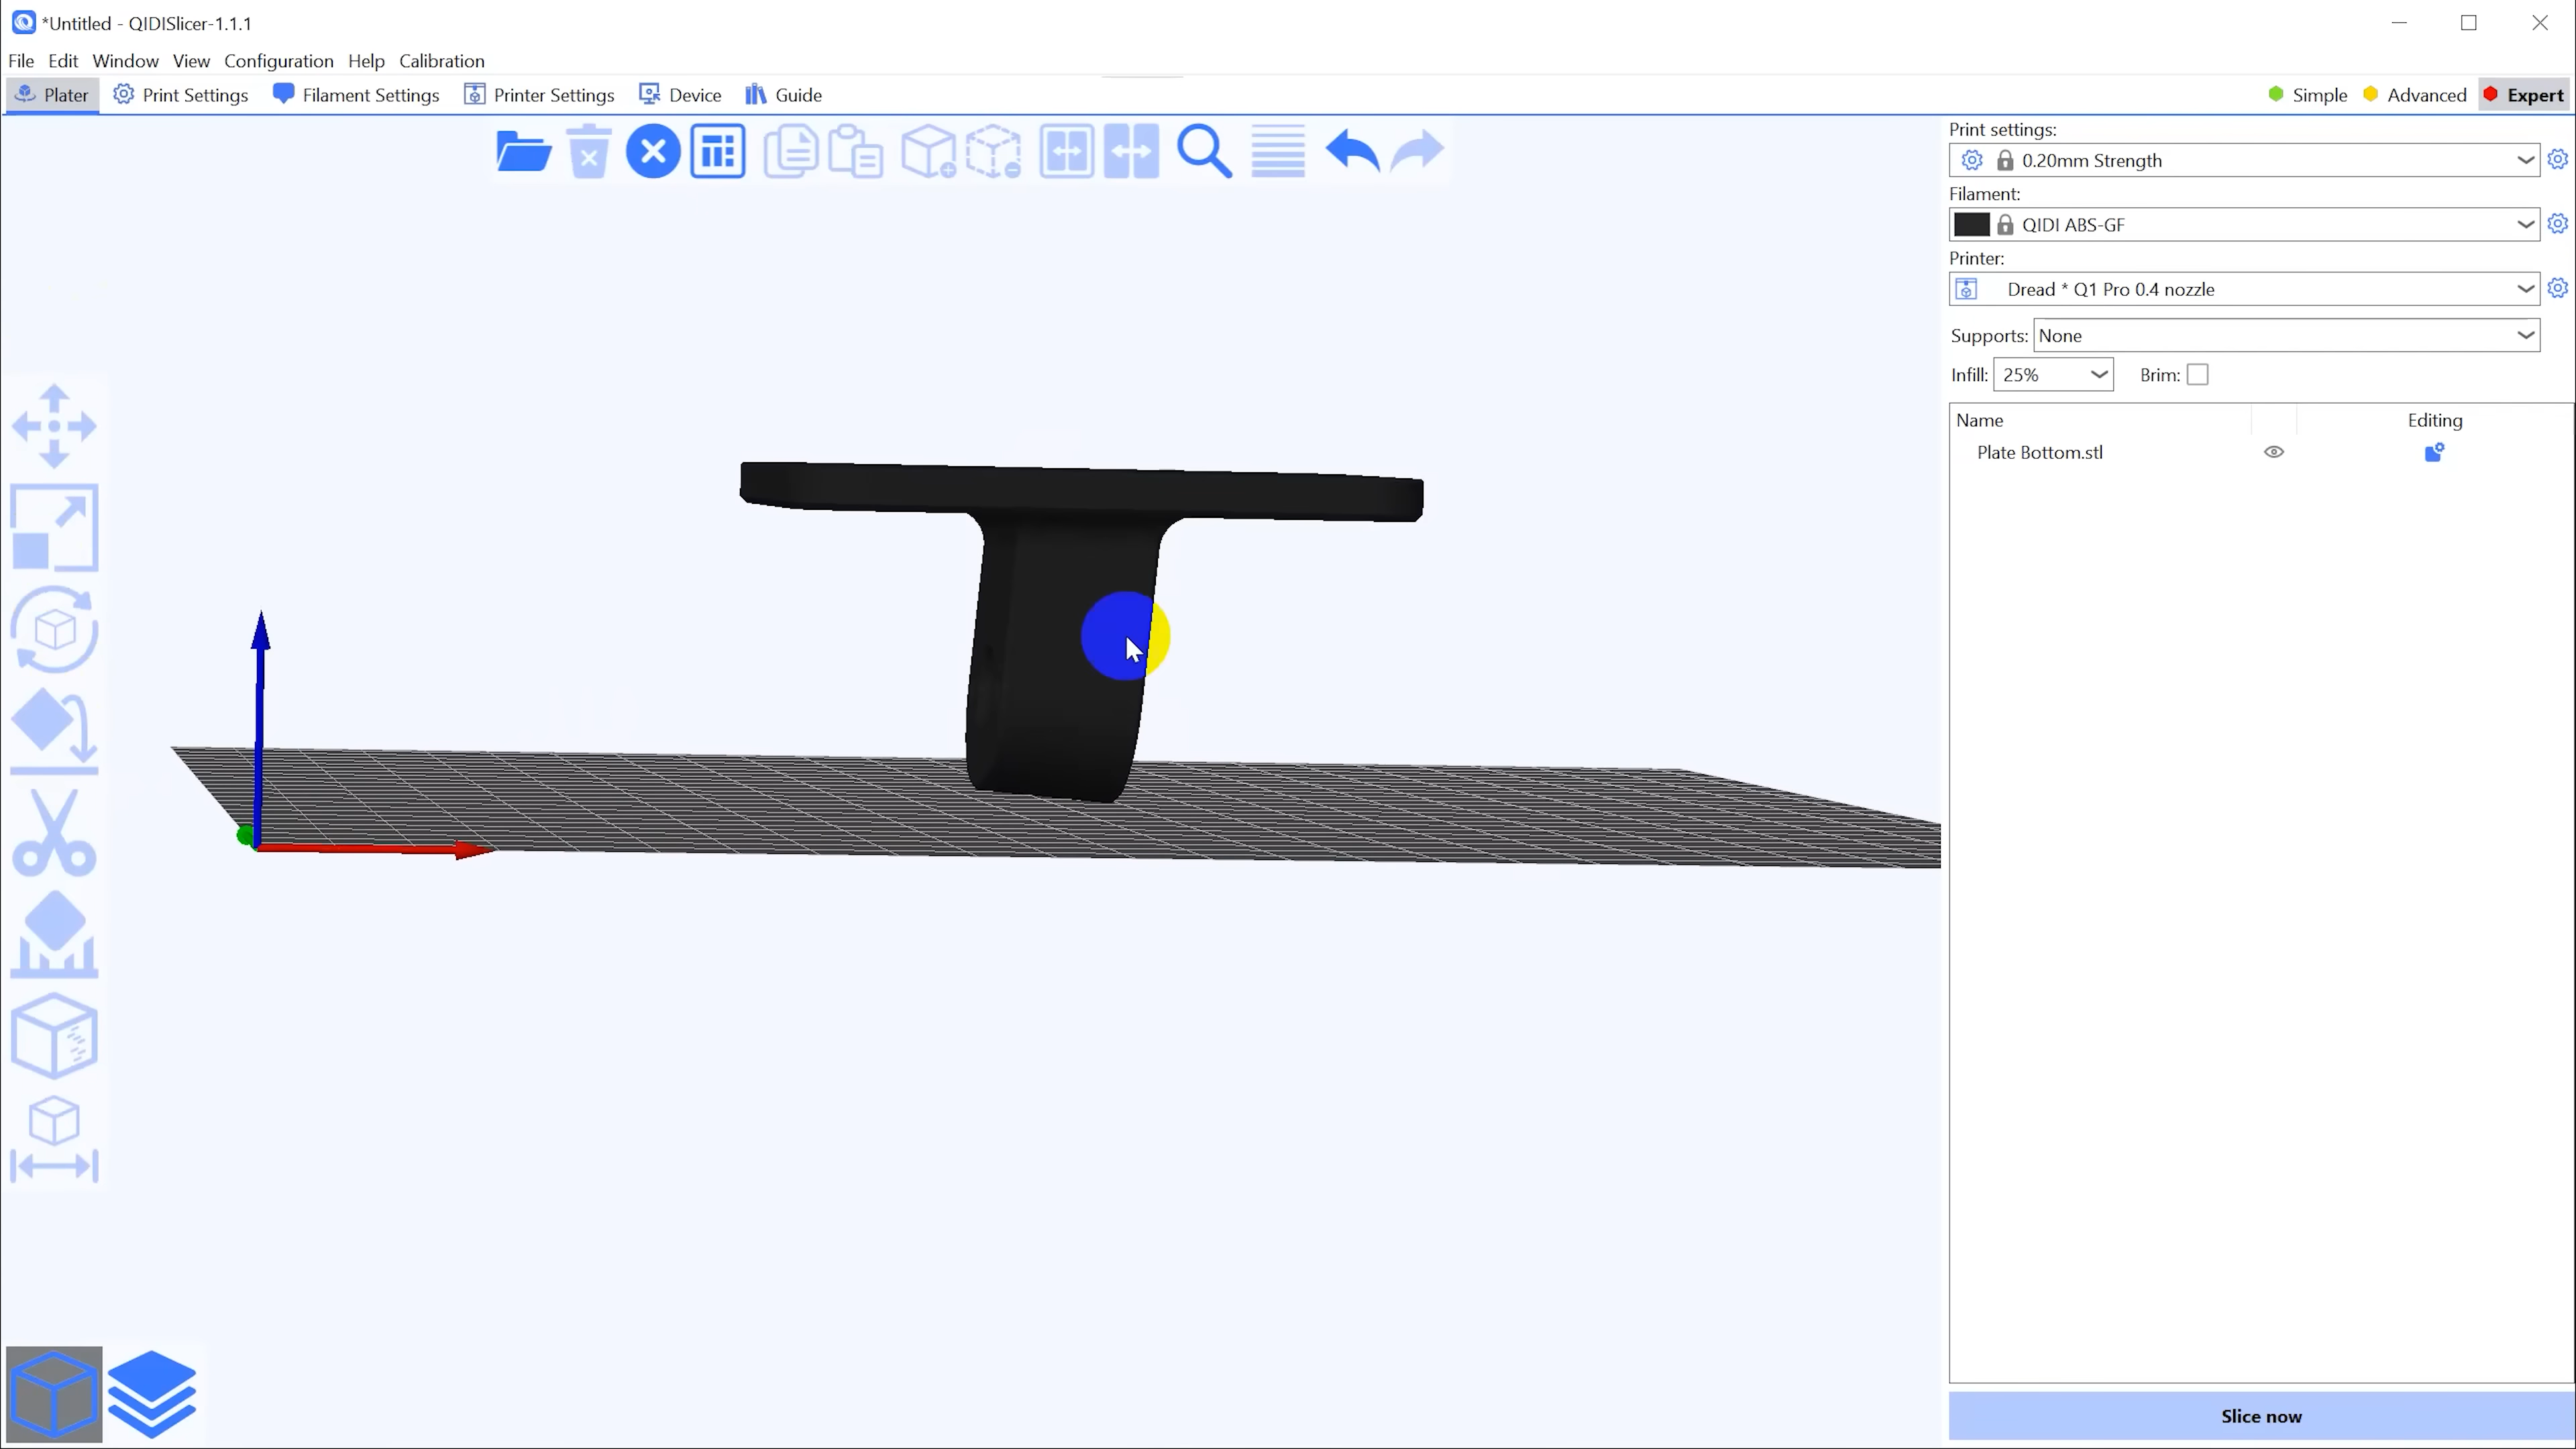 *Untitled - QIDISlicer-1.1.1
File Edit Window View Configuration Help Calibration
Plater Print Settings Filament Settings Printer Settings Device Guide Simple Advanced Expert
Print settings:
0.20mm Strength
Filament:
QIDI ABS-GF
Printer:
Dread * Q1 Pro 0.4 nozzle
Supports: None
Infill: 25% Brim:
Name Editing
Plate Bottom.stl
Slice now